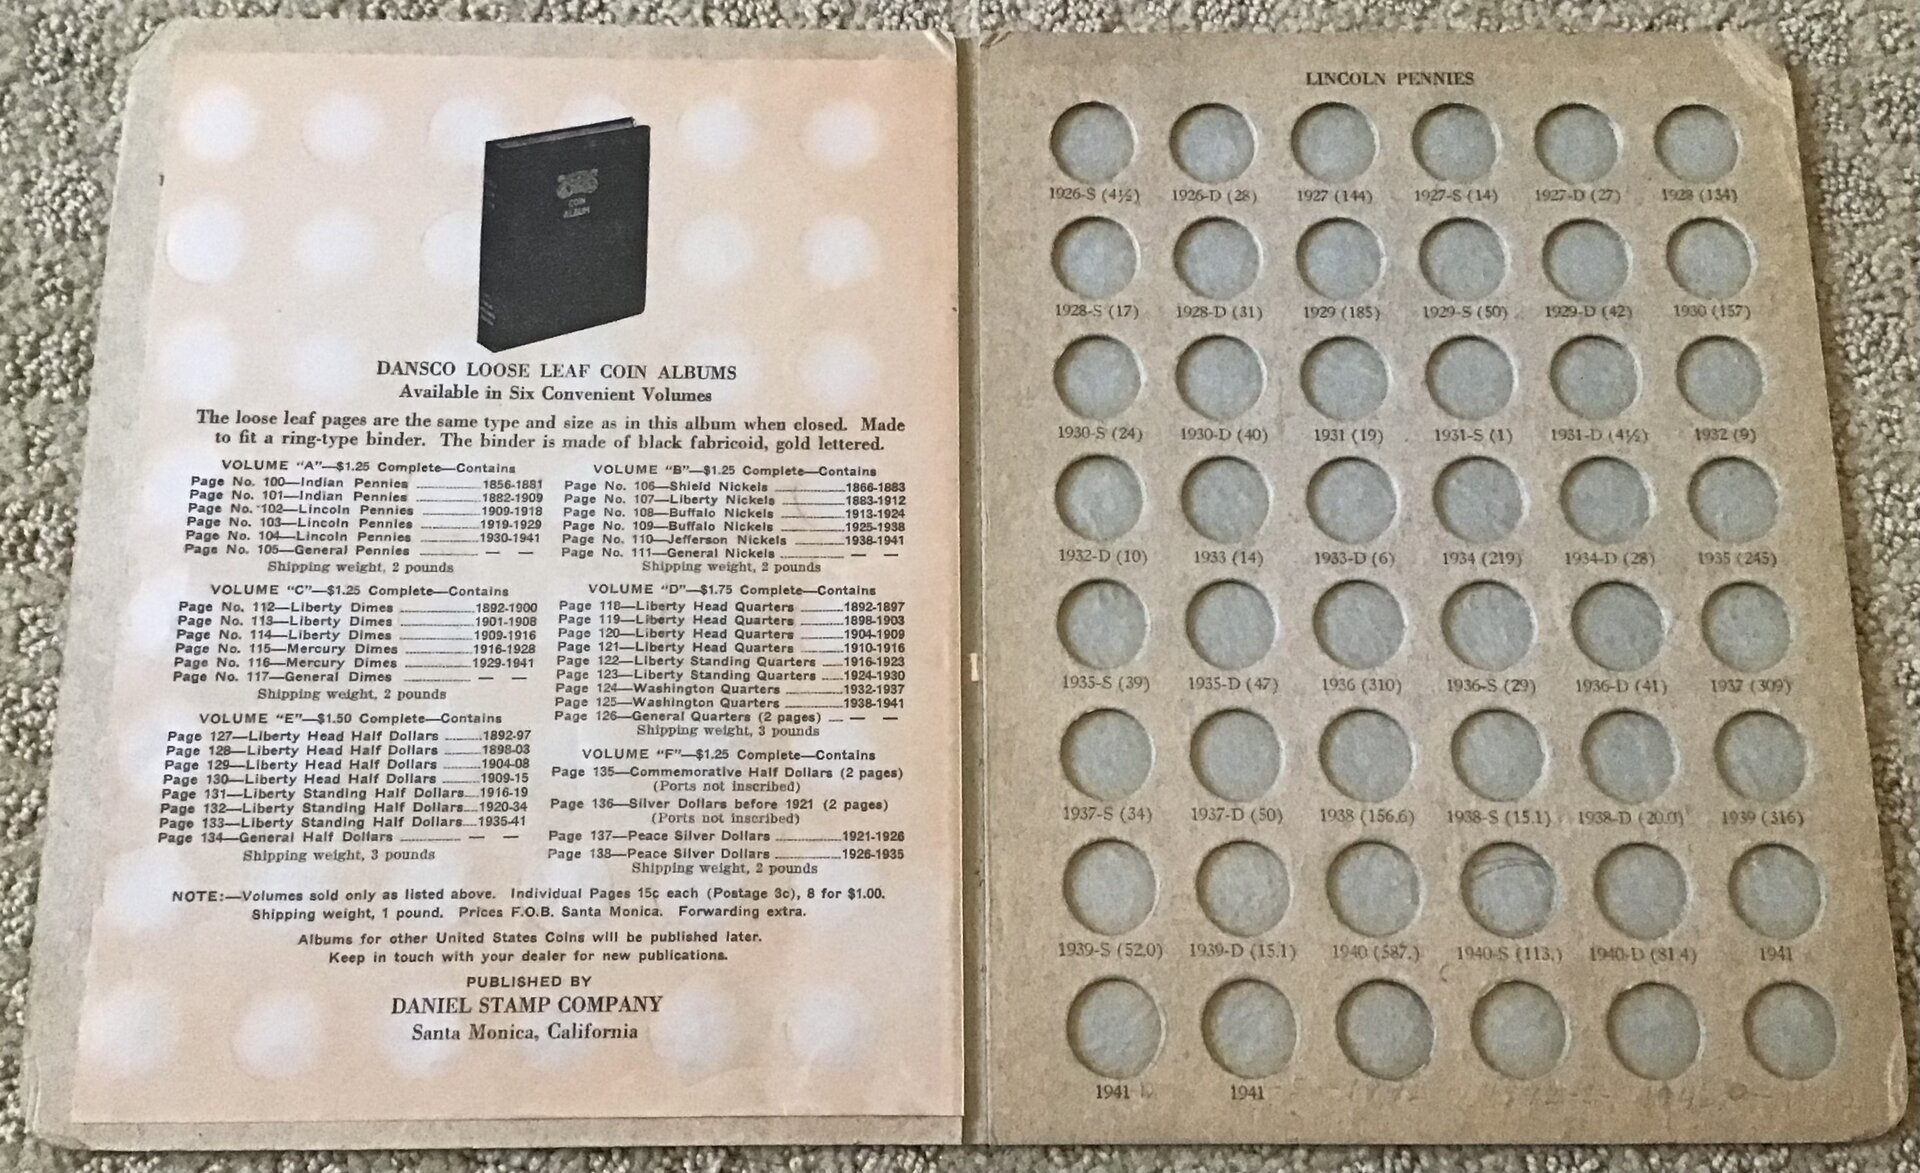 COIN
ALBUM
DANSCO LOOSE LEAF COIN ALBUMS
Available in Six Convenient Volumes
The loose leaf pages are the same type and size as in this album when closed. Made
to fit a ring-type binder. The binder is made of black fabricoid, gold lettered.
VOLUME "A"—$1.25 Complete—Contains
Page No. 100—Indian Pennies 1856-1881
Page No. 101—Indian Pennies 1882-1909
Page No. 102—Lincoln Pennies 1909-1918
Page No. 103—Lincoln Pennies 1919-1929
Page No. 104—Lincoln Pennies 1930-1941
Page No. 105—General Pennies — —
Shipping weight, 2 pounds
VOLUME "B"—$1.25 Complete—Contains
Page No. 106—Shield Nickels 1866-1883
Page No. 107—Liberty Nickels 1883-1912
Page No. 108—Buffalo Nickels 1913-1924
Page No. 109—Buffalo Nickels 1925-1938
Page No. 110—Jefferson Nickels 1938-1941
Page No. 111—General Nickels — —
Shipping weight, 2 pounds
VOLUME "C"—$1.25 Complete—Contains
Page No. 112—Liberty Dimes 1892-1900
Page No. 113—Liberty Dimes 1901-1908
Page No. 114—Liberty Dimes 1909-1916
Page No. 115—Mercury Dimes 1916-1928
Page No. 116—Mercury Dimes 1929-1941
Page No. 117—General Dimes — —
Shipping weight, 2 pounds
VOLUME "D"—$1.75 Complete—Contains
Page 118—Liberty Head Quarters 1892-1897
Page 119—Liberty Head Quarters 1898-1903
Page 120—Liberty Head Quarters 1904-1909
Page 121—Liberty Head Quarters 1910-1916
Page 122—Liberty Standing Quarters 1916-1923
Page 123—Liberty Standing Quarters 1924-1930
Page 124—Washington Quarters 1932-1937
Page 125—Washington Quarters 1938-1941
Page 126—General Quarters (2 pages) — —
Shipping weight, 3 pounds
VOLUME "E"—$1.50 Complete—Contains
Page 127—Liberty Head Half Dollars 1892-97
Page 128—Liberty Head Half Dollars 1898-03
Page 129—Liberty Head Half Dollars 1904-08
Page 130—Liberty Head Half Dollars 1909-15
Page 131—Liberty Standing Half Dollars 1916-19
Page 132—Liberty Standing Half Dollars 1920-34
Page 133—Liberty Standing Half Dollars 1935-41
Page 134—General Half Dollars — —
Shipping weight, 3 pounds
VOLUME "F"—$1.25 Complete—Contains
Page 135—Commemorative Half Dollars (2 pages)
(Ports not inscribed)
Page 136—Silver Dollars before 1921 (2 pages)
(Ports not inscribed)
Page 137—Peace Silver Dollars 1921-1926
Page 138—Peace Silver Dollars 1926-1935
Shipping weight, 2 pounds
NOTE:—Volumes sold only as listed above. Individual Pages 15c each (Postage 3c), 8 for $1.00.
Shipping weight, 1 pound. Prices F.O.B. Santa Monica. Forwarding extra.
Albums for other United States Coins will be published later.
Keep in touch with your dealer for new publications.
PUBLISHED BY
DANIEL STAMP COMPANY
Santa Monica, California
LINCOLN PENNIES
1926-S (4½) 1926-D (28) 1927 (144) 1927-S (14) 1927-D (27) 1928 (134)
1928-S (17) 1928-D (31) 1929 (185) 1929-S (50) 1929-D (42) 1930 (157)
1930-S (24) 1930-D (40) 1931 (19) 1931-S (1) 1931-D (4½) 1932 (9)
1932-D (10) 1933 (14) 1933-D (6) 1934 (219) 1934-D (28) 1935 (245)
1935-S (39) 1935-D (47) 1936 (310) 1936-S (29) 1936-D (41) 1937 (309)
1937-S (34) 1937-D (50) 1938 (156.6) 1938-S (15.1) 1938-D (20.0) 1939 (316)
1939-S (52.0) 1939-D (15.1) 1940 (587.) 1940-S (113.) 1940-D (81.4) 1941
1941 1941 1942